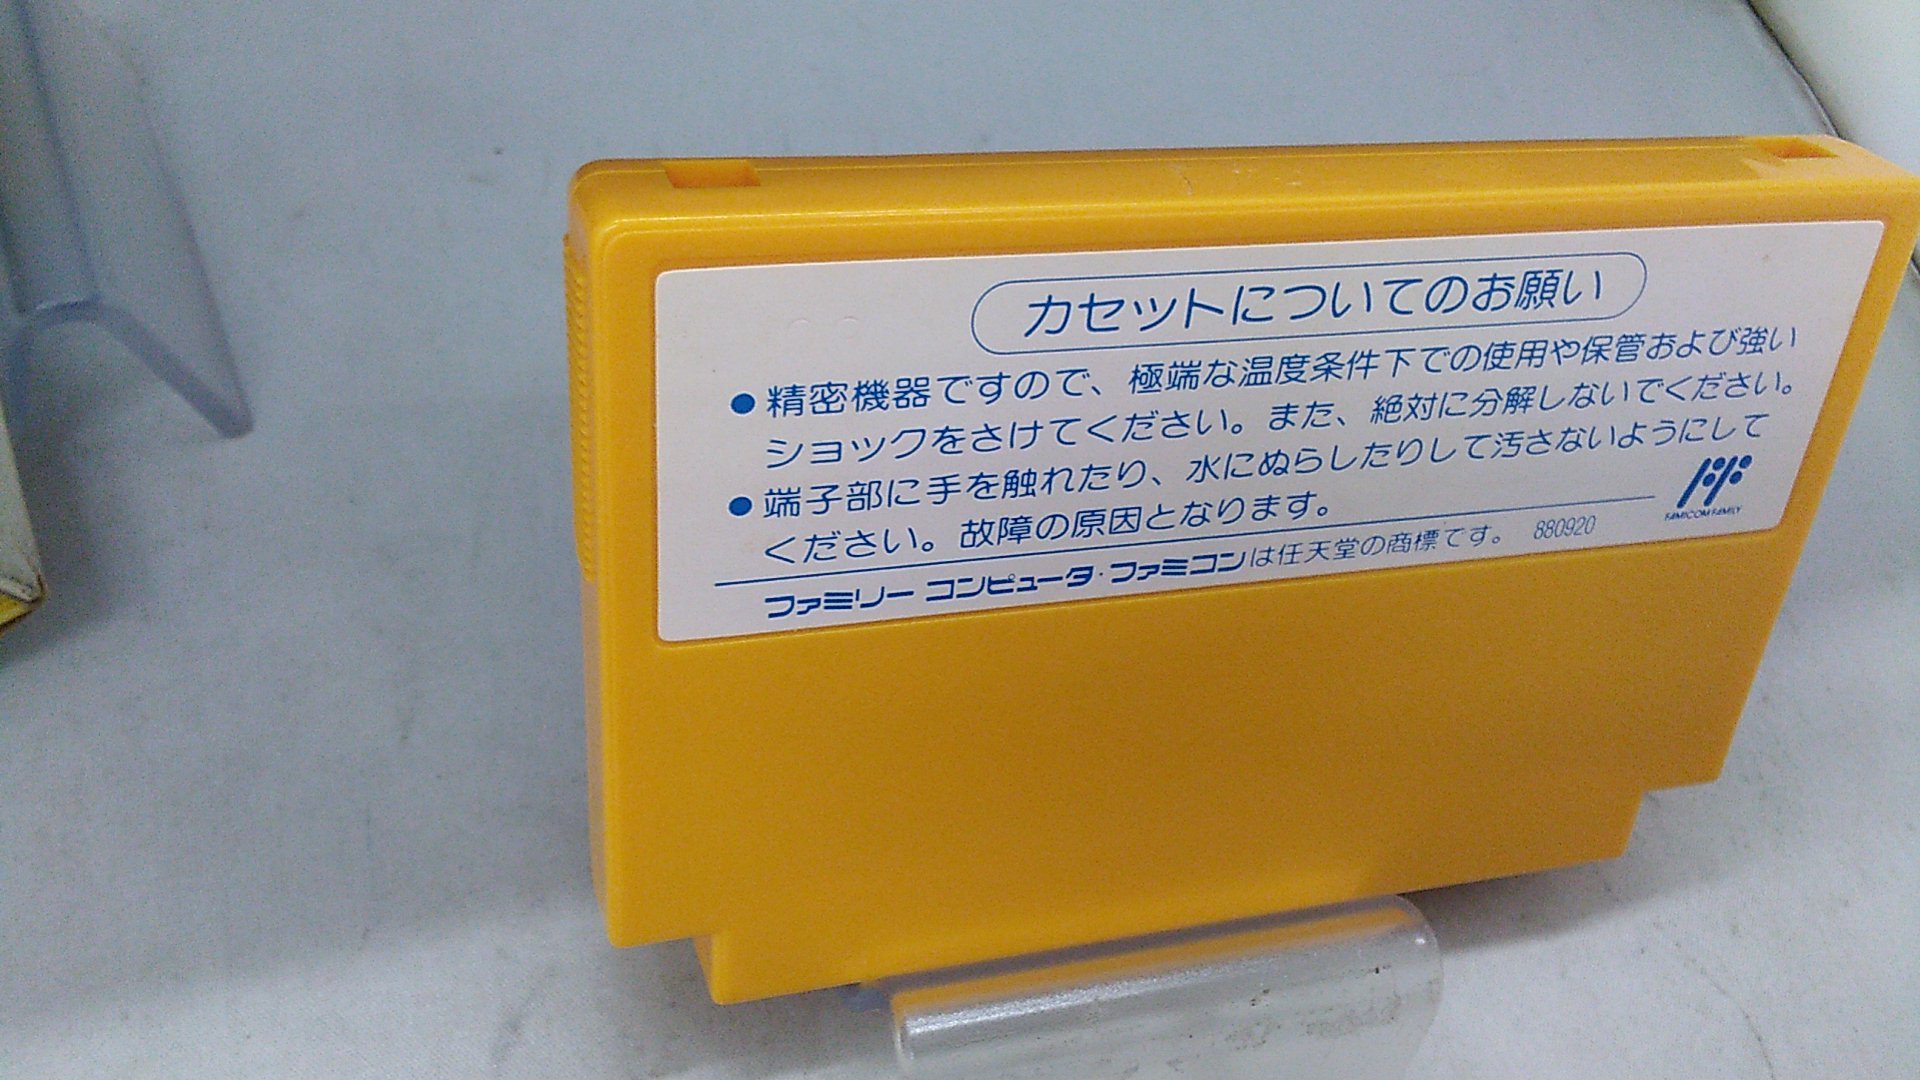 カセットについてのお願い
●精密機器ですので、極端な温度条件下での使用や保管および強い
ショックをさけてください。また、絶対に分解しないでください。
●端子部に手を触れたり、水にぬらしたりして汚さないようにして
ください。故障の原因となります。
FAMICOM FAMILY
ファミリー コンピュータ・ファミコンは任天堂の商標です。 880920